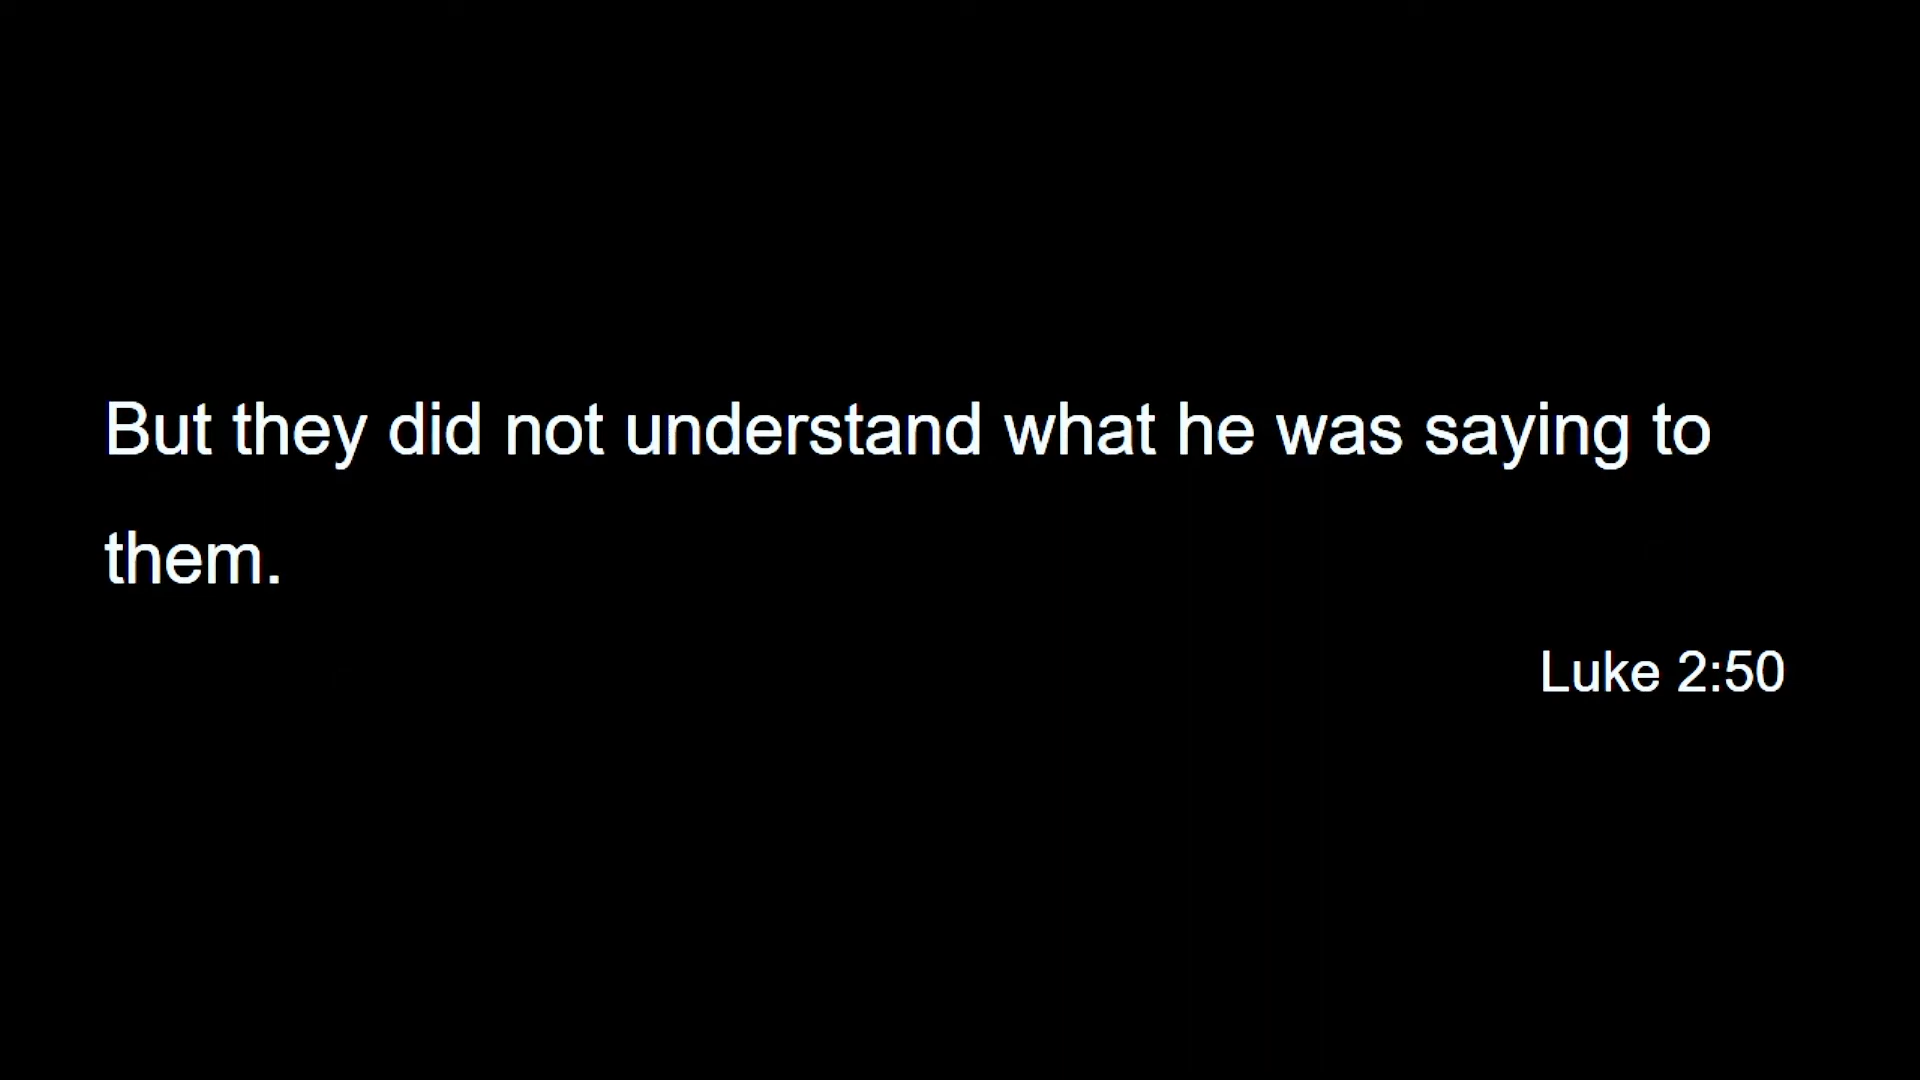 But they did not understand what he was saying to
them.
Luke 2:50